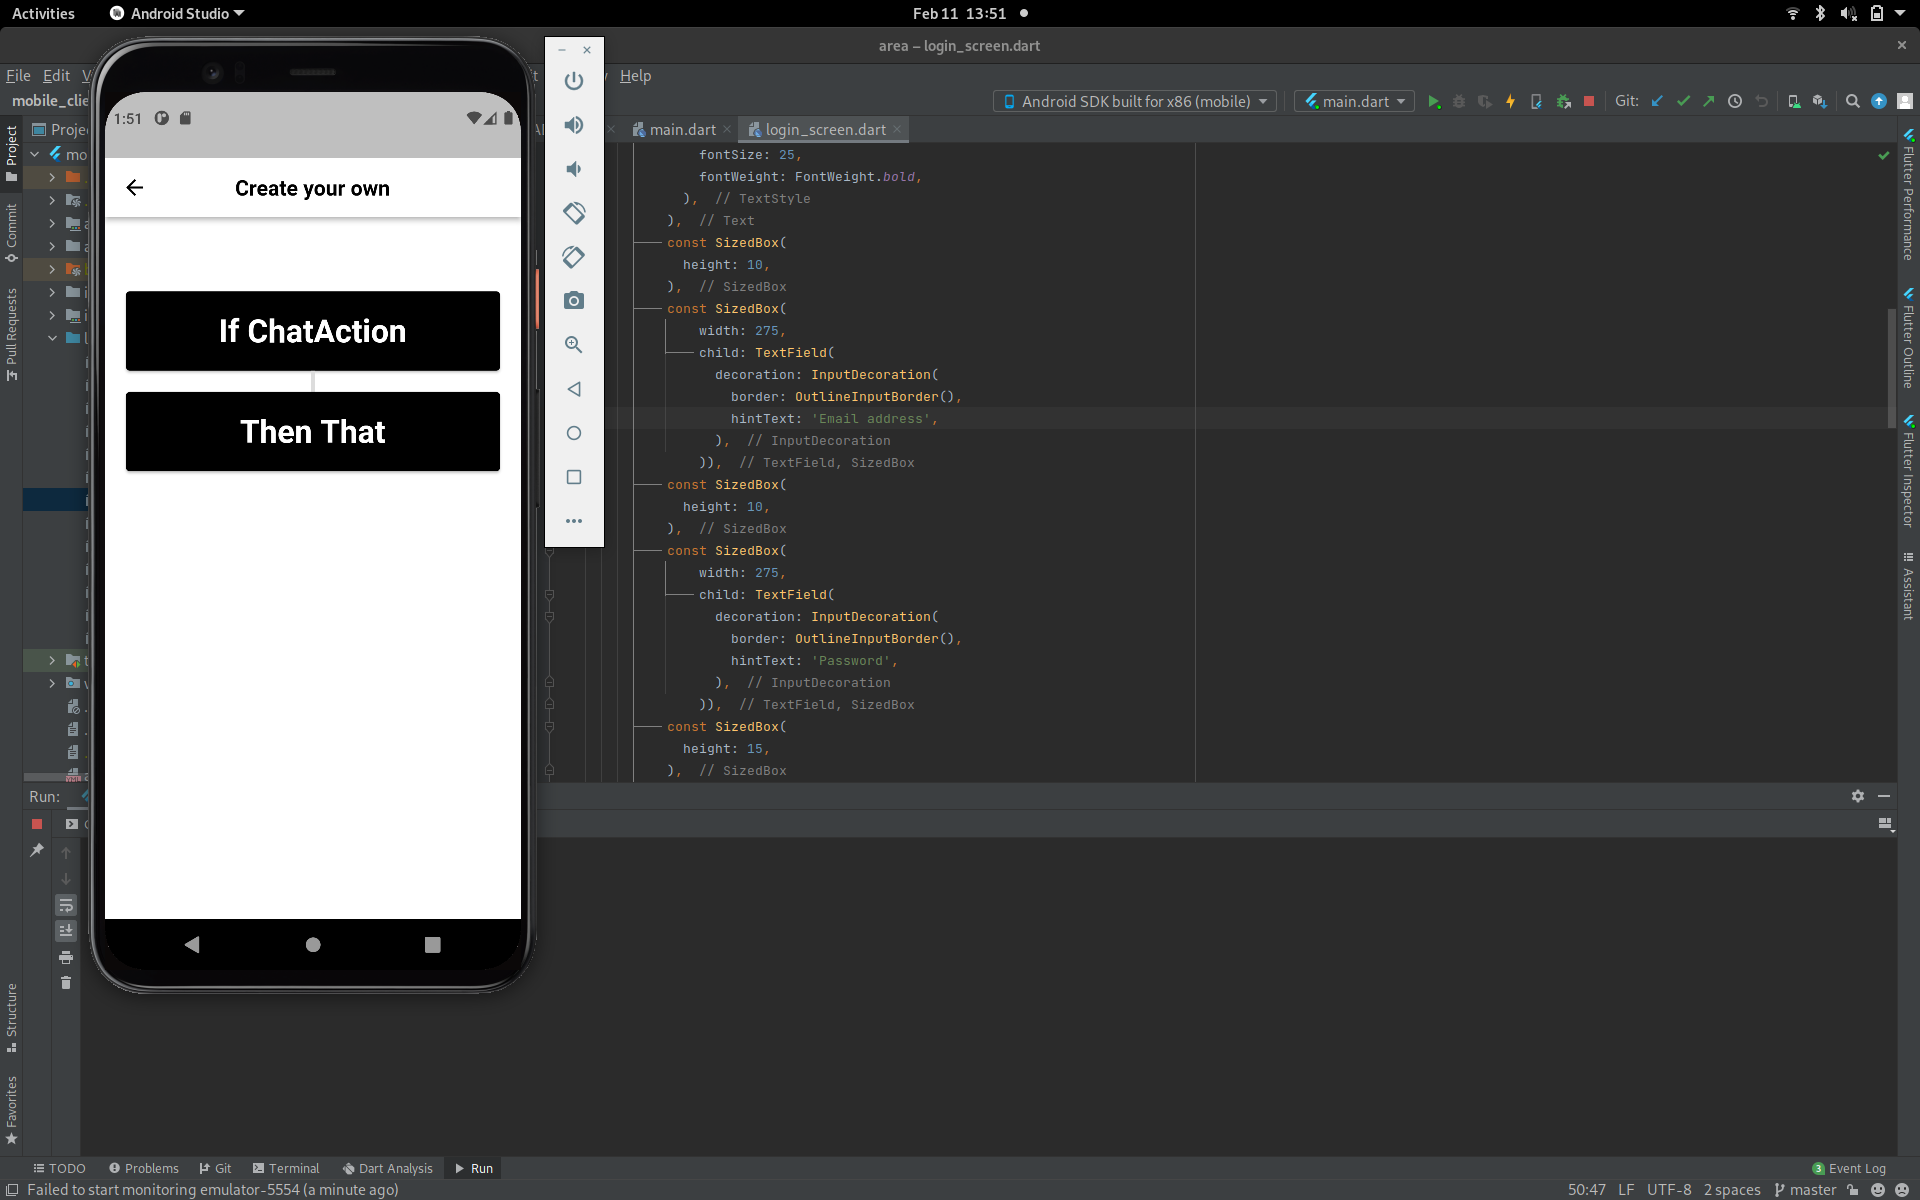 Activities
Android Studio
Feb 11 13:51
area – login_screen.dart
File Edit V
Help
mobile_clie
Android SDK built for x86 (mobile)
main.dart
Git:
1:51
Project
main.dart
login_screen.dart
Create your own
If ChatAction
Then That
fontSize: 25,
fontWeight: FontWeight.bold,
), // TextStyle
), // Text
const SizedBox(
height: 10,
), // SizedBox
const SizedBox(
width: 275,
child: TextField(
decoration: InputDecoration(
border: OutlineInputBorder(),
hintText: 'Email address',
), // InputDecoration
)), // TextField, SizedBox
const SizedBox(
height: 10,
), // SizedBox
const SizedBox(
width: 275,
child: TextField(
decoration: InputDecoration(
border: OutlineInputBorder(),
hintText: 'Password',
), // InputDecoration
)), // TextField, SizedBox
const SizedBox(
height: 15,
), // SizedBox
Project
Commit
Pull Requests
Structure
Favorites
Flutter Performance
Flutter Outline
Flutter Inspector
Assistant
Run:
TODO Problems Git Terminal Dart Analysis Run
3 Event Log
Failed to start monitoring emulator-5554 (a minute ago)
50:47 LF UTF-8 2 spaces master